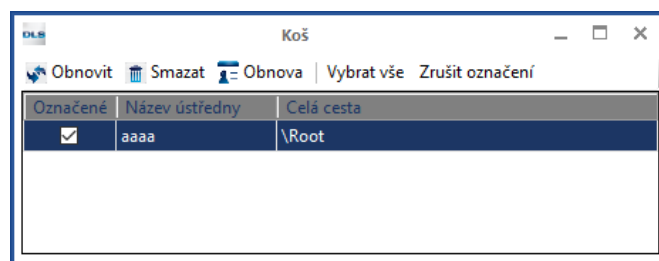 DLS Koš
Obnovit Smazat Obnova Vybrat vše Zrušit označení
Označené Název ústředny Celá cesta
aaaa \Root